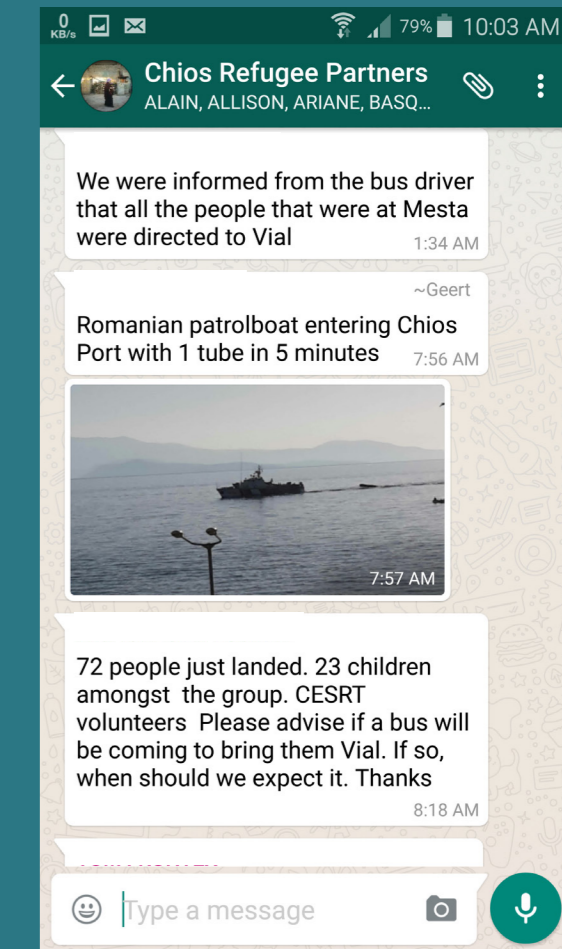 0
KB/s
79% 10:03 AM
Chios Refugee Partners
ALAIN, ALLISON, ARIANE, BASQ...
We were informed from the bus driver
that all the people that were at Mesta
were directed to Vial
1:34 AM
~Geert
Romanian patrolboat entering Chios
Port with 1 tube in 5 minutes
7:56 AM
7:57 AM
72 people just landed. 23 children
amongst the group. CESRT
volunteers Please advise if a bus will
be coming to bring them Vial. If so,
when should we expect it. Thanks
8:18 AM
Type a message